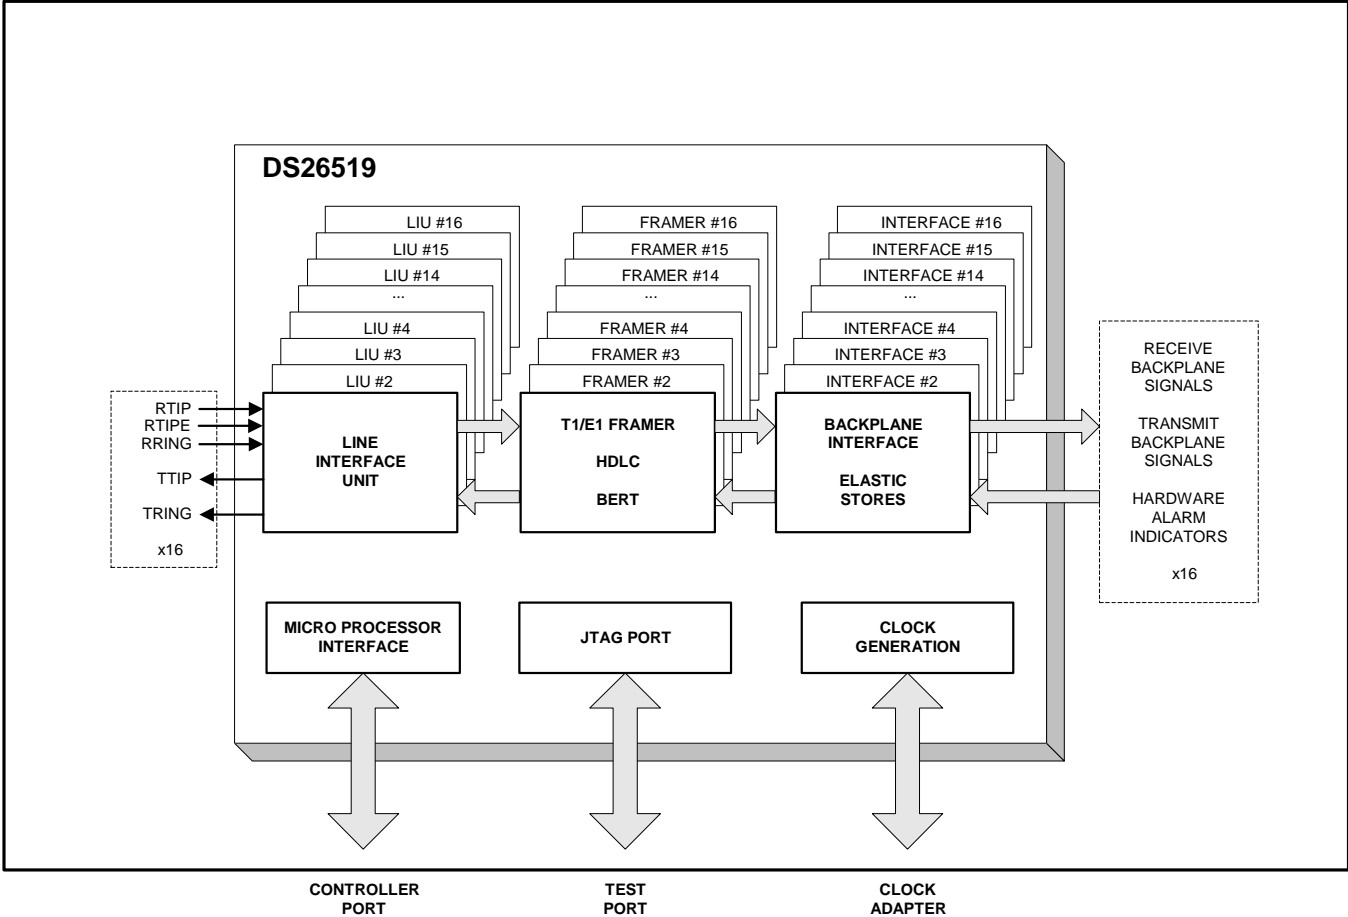 DS26519
LIU #16
LIU #15
LIU #14
...
LIU #4
LIU #3
LIU #2
LINE
INTERFACE
UNIT
FRAMER #16
FRAMER #15
FRAMER #14
...
FRAMER #4
FRAMER #3
FRAMER #2
T1/E1 FRAMER
HDLC
BERT
INTERFACE #16
INTERFACE #15
INTERFACE #14
...
INTERFACE #4
INTERFACE #3
INTERFACE #2
BACKPLANE
INTERFACE
ELASTIC
STORES
RTIP
RTIPE
RRING
TTIP
TRING
x16
RECEIVE
BACKPLANE
SIGNALS
TRANSMIT
BACKPLANE
SIGNALS
HARDWARE
ALARM
INDICATORS
x16
MICRO PROCESSOR
INTERFACE
JTAG PORT
CLOCK
GENERATION
CONTROLLER
PORT
TEST
PORT
CLOCK
ADAPTER